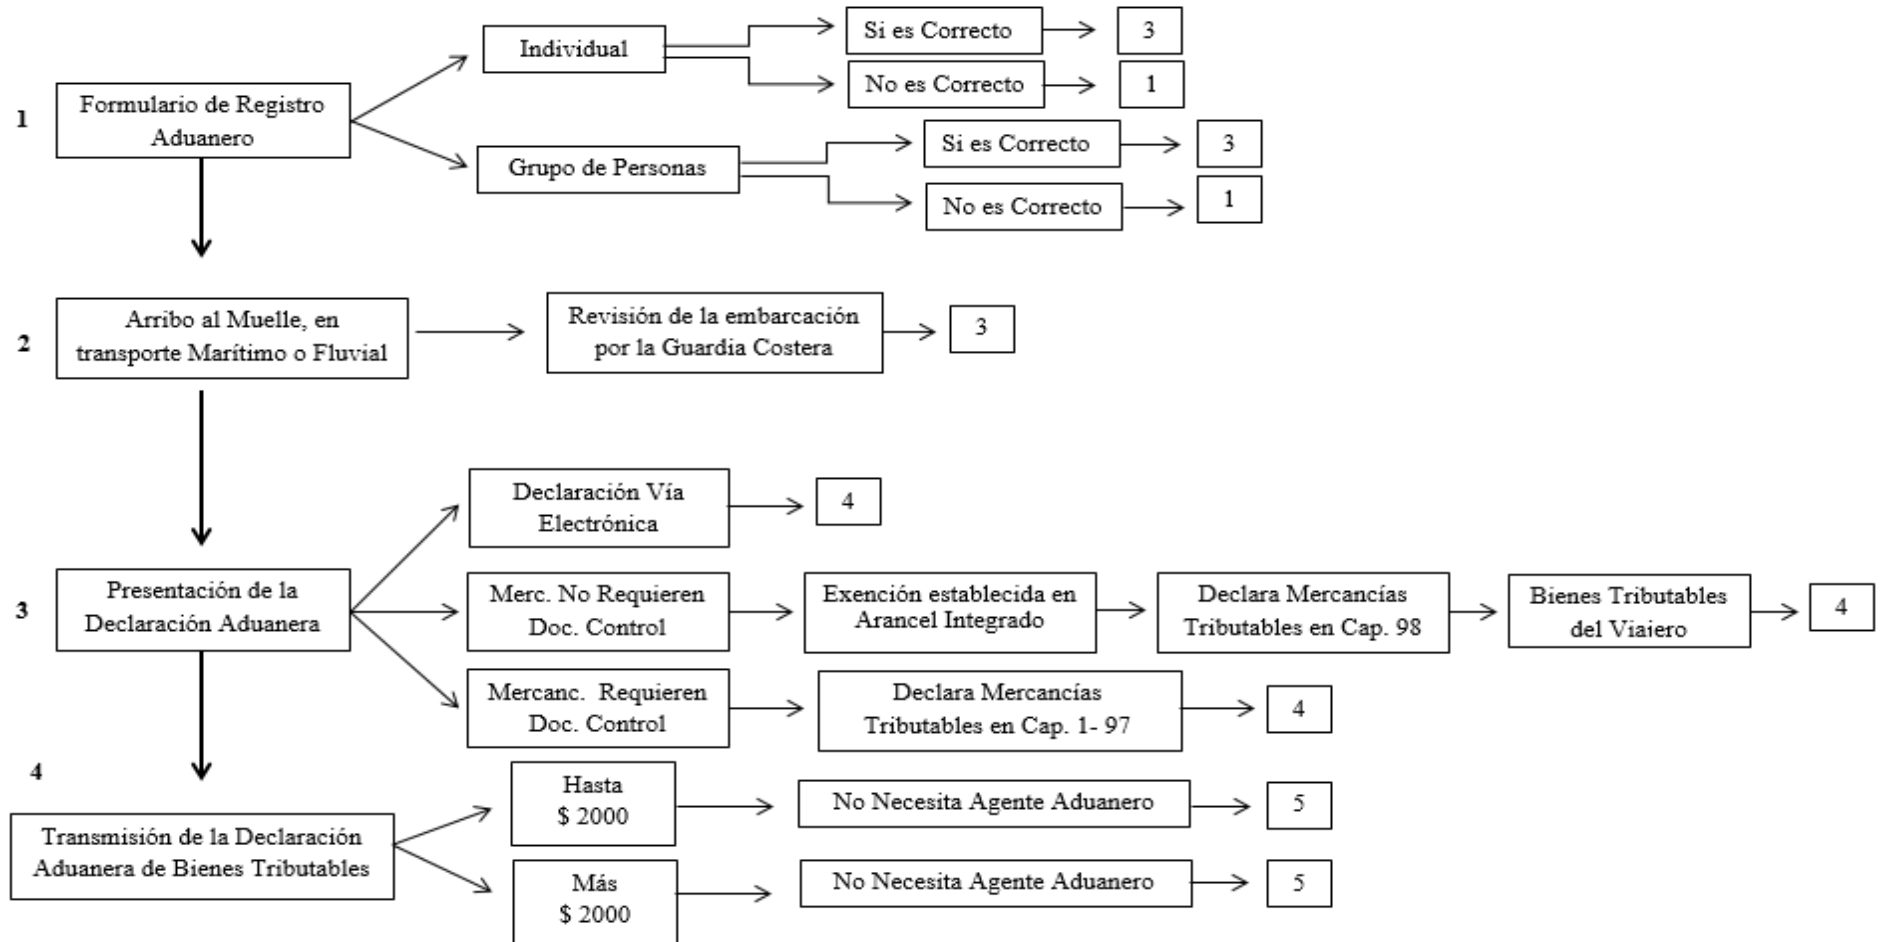 Individual
Si es Correcto
3
No es Correcto
1
1
Formulario de Registro
Aduanero
Grupo de Personas
Si es Correcto
3
No es Correcto
1
2
Arribo al Muelle, en
transporte Marítimo o Fluvial
Revisión de la embarcación
por la Guardia Costera
3
Declaración Vía
Electrónica
4
3
Presentación de la
Declaración Aduanera
Merc. No Requieren
Doc. Control
Exención establecida en
Arancel Integrado
Declara Mercancías
Tributables en Cap. 98
Bienes Tributables
del Viajero
4
Mercanc. Requieren
Doc. Control
Declara Mercancías
Tributables en Cap. 1- 97
4
4
Transmisión de la Declaración
Aduanera de Bienes Tributables
Hasta
$ 2000
No Necesita Agente Aduanero
5
Más
$ 2000
No Necesita Agente Aduanero
5